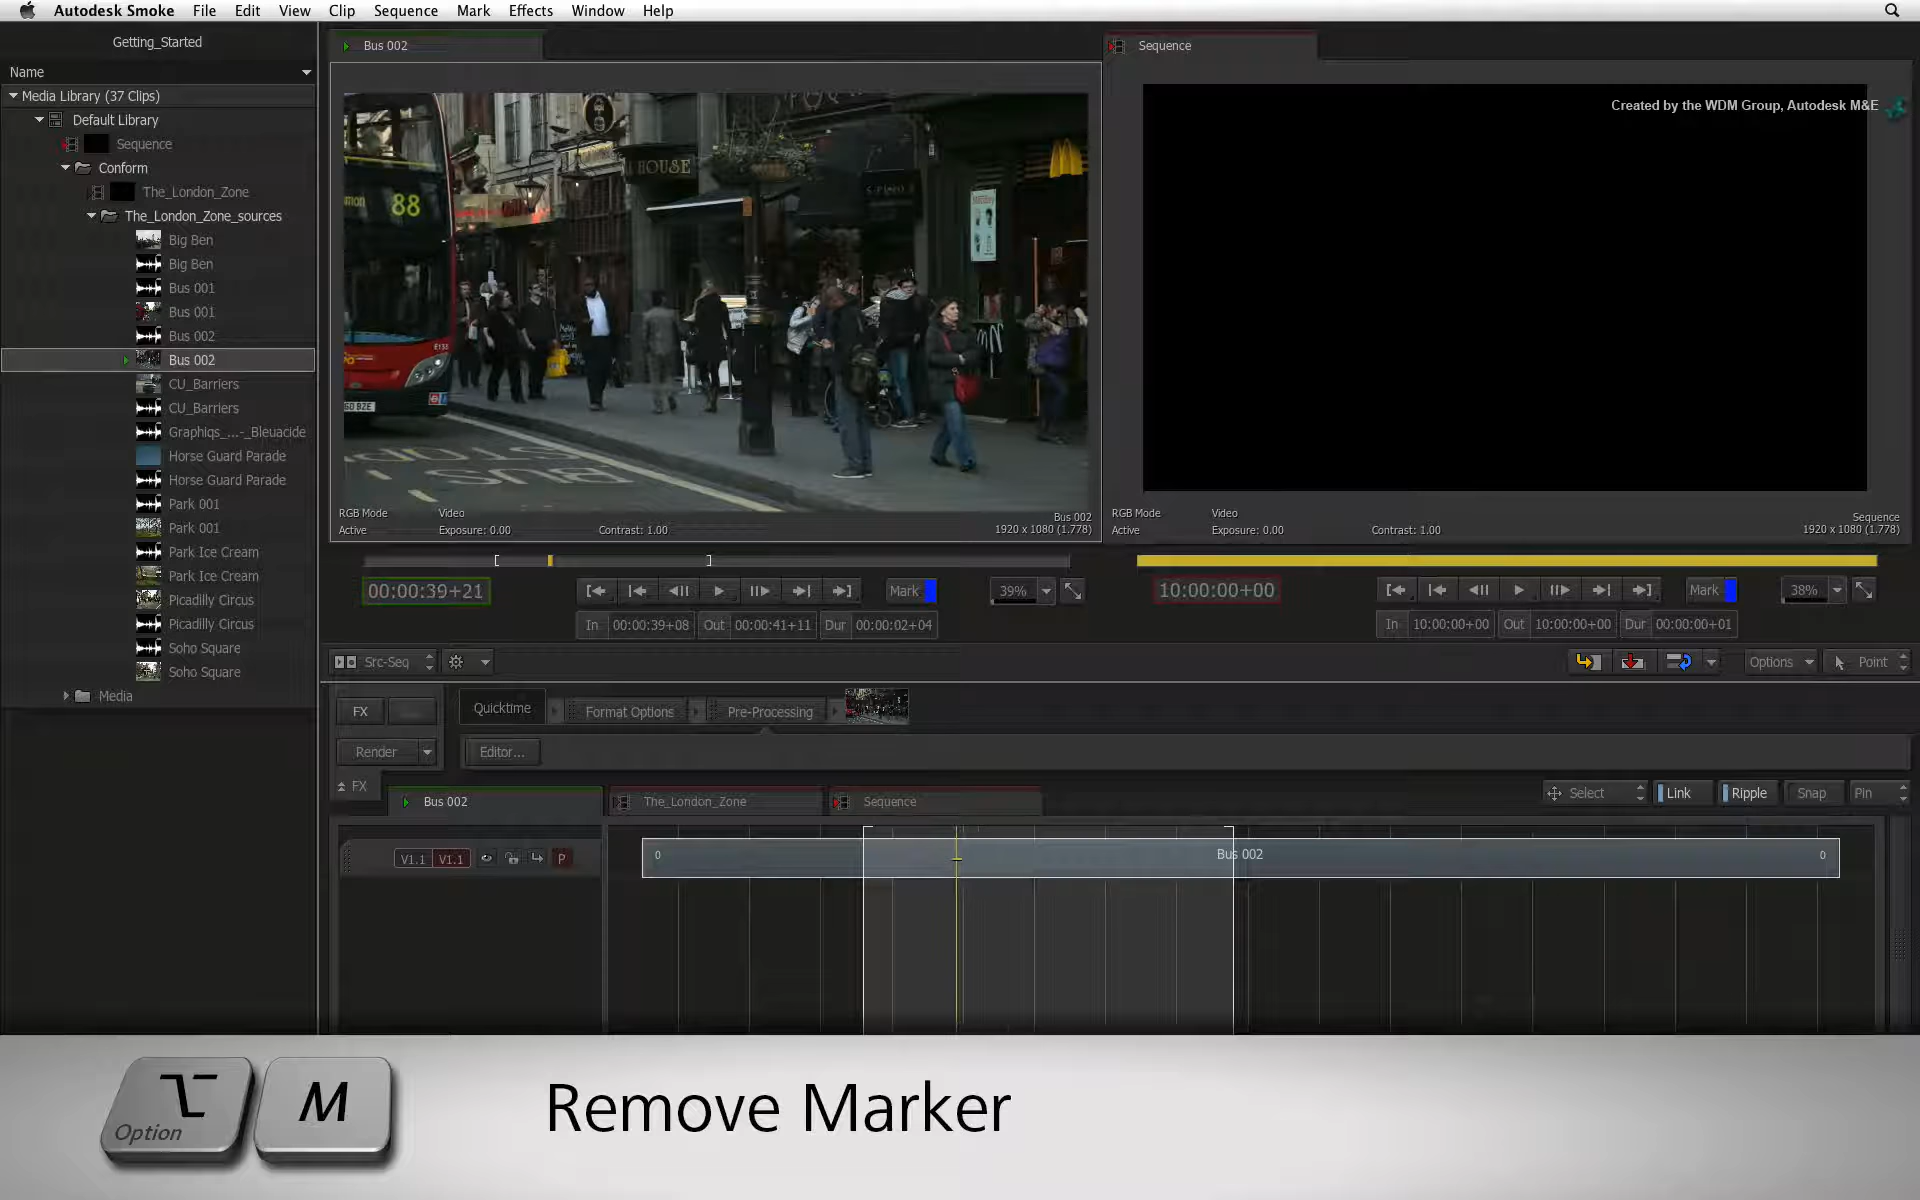 Autodesk Smoke File Edit View Clip Sequence Mark Effects Window Help
Getting_Started
Name
Media Library (37 Clips)
Default Library
Sequence
Conform
The_London_Zone
The_London_Zone_sources
Big Ben
Big Ben
Bus 001
Bus 001
Bus 002
Bus 002
CU_Barriers
CU_Barriers
Graphiqs_...-_Bleuacide
Horse Guard Parade
Horse Guard Parade
Park 001
Park 001
Park Ice Cream
Park Ice Cream
Picadilly Circus
Picadilly Circus
Soho Square
Soho Square
Media
Bus 002
88
HOUSE
BUS STOP
RGB Mode Video Bus 002
Active Exposure: 0.00 Contrast: 1.00 1920 x 1080 (1.778)
00:00:39+21 Mark 39%
In 00:00:39+08 Out 00:00:41+11 Dur 00:00:02+04
Sequence
Created by the WDM Group, Autodesk M&E
RGB Mode Video Sequence
Active Exposure: 0.00 Contrast: 1.00 1920 x 1080 (1.778)
10:00:00+00 Mark 38%
In 10:00:00+00 Out 10:00:00+00 Dur 00:00:00+01
Src-Seq Options Point
FX Quicktime Format Options Pre-Processing
Render Editor...
FX Bus 002 The_London_Zone Sequence Select Link Ripple Snap Pin
V1.1 V1.1 P 0 Bus 002 0
Option M Remove Marker